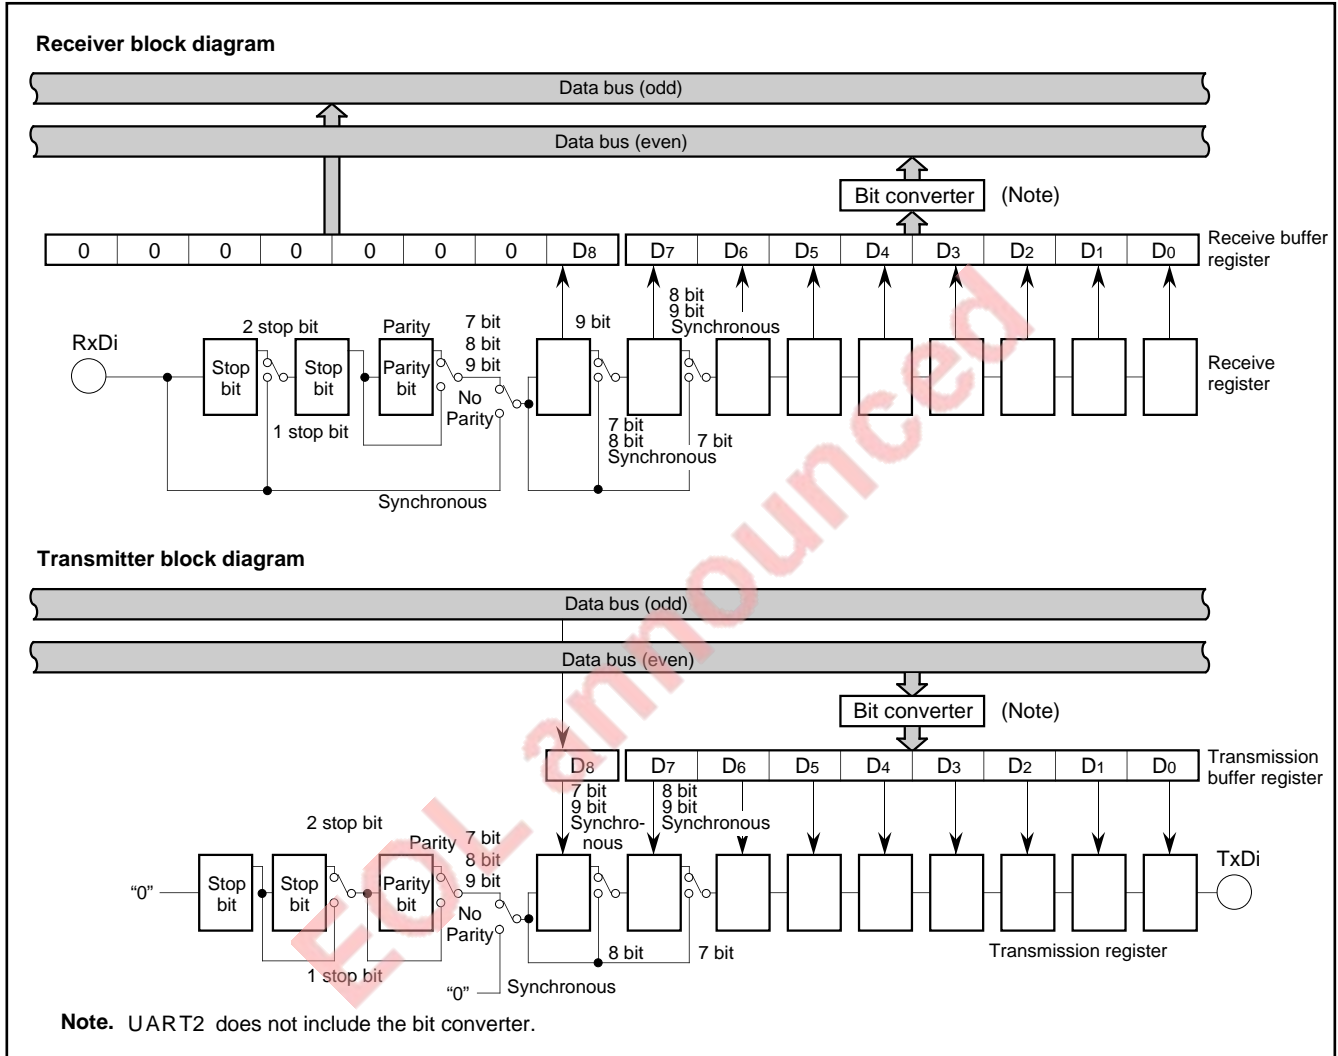 Receiver block diagram
Data bus (odd)
Data bus (even)
Bit converter (Note)
0 0 0 0 0 0 0 D8 D7 D6 D5 D4 D3 D2 D1 D0
Receive buffer
register
RxDi
2 stop bit
Parity
7 bit
8 bit
9 bit
9 bit
8 bit
9 bit
Synchronous
Stop
bit
Stop
bit
Parity
bit
Receive
register
1 stop bit
No
Parity
7 bit
8 bit
Synchronous
7 bit
Synchronous
Transmitter block diagram
Data bus (odd)
Data bus (even)
Bit converter (Note)
D8 D7 D6 D5 D4 D3 D2 D1 D0
Transmission
buffer register
7 bit
9 bit
Synchro-
nous
8 bit
9 bit
Synchronous
2 stop bit
Parity
7 bit
8 bit
9 bit
TxDi
“0”
Stop
bit
Stop
bit
Parity
bit
No
Parity
1 stop bit
8 bit
7 bit
Transmission register
“0”
Synchronous
Note. UART2 does not include the bit converter.
EOL announced